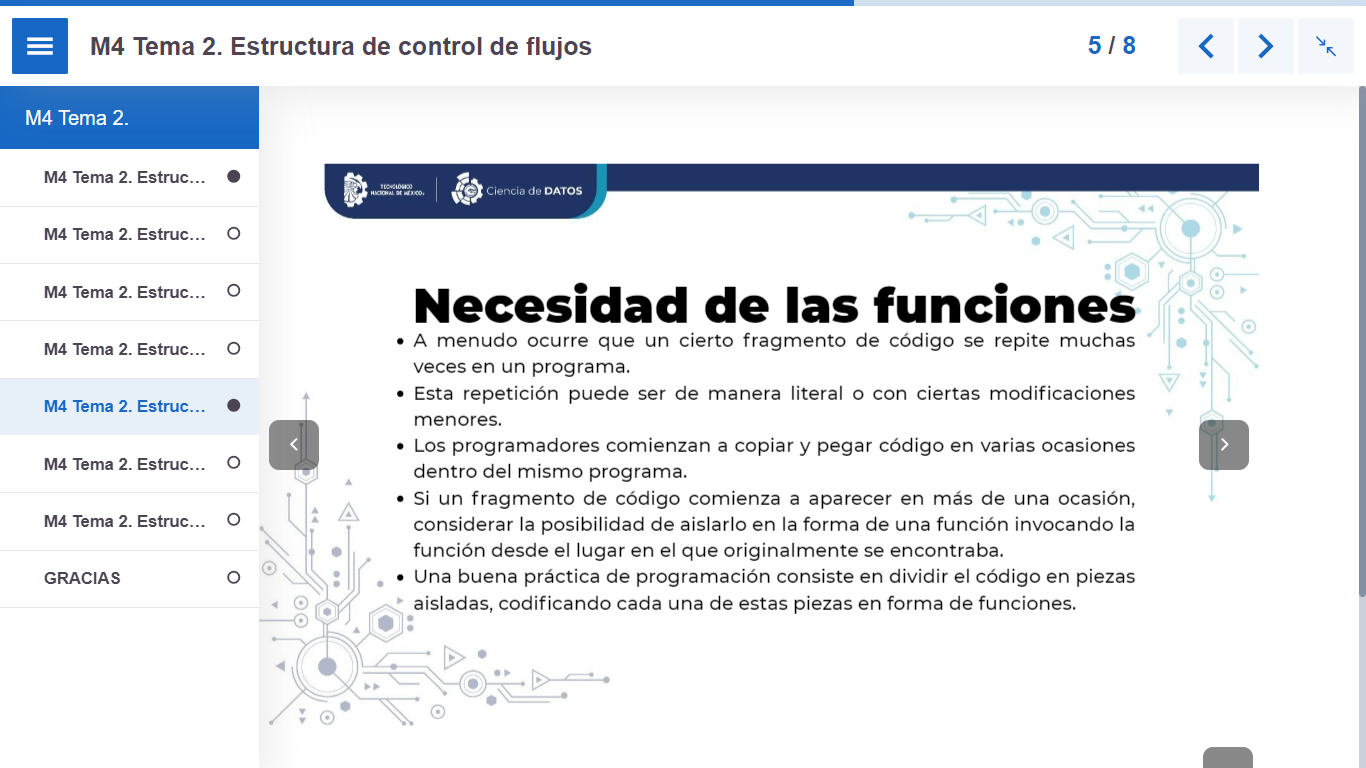 M4 Tema 2. Estructura de control de flujos
5 / 8
M4 Tema 2.
M4 Tema 2. Estruc...
M4 Tema 2. Estruc...
M4 Tema 2. Estruc...
M4 Tema 2. Estruc...
M4 Tema 2. Estruc...
M4 Tema 2. Estruc...
M4 Tema 2. Estruc...
GRACIAS
TECNOLÓGICO
NACIONAL DE MÉXICO
Ciencia de DATOS
Necesidad de las funciones
• A menudo ocurre que un cierto fragmento de código se repite muchas
veces en un programa.
• Esta repetición puede ser de manera literal o con ciertas modificaciones
menores.
• Los programadores comienzan a copiar y pegar código en varias ocasiones
dentro del mismo programa.
• Si un fragmento de código comienza a aparecer en más de una ocasión,
considerar la posibilidad de aislarlo en la forma de una función invocando la
función desde el lugar en el que originalmente se encontraba.
• Una buena práctica de programación consiste en dividir el código en piezas
aisladas, codificando cada una de estas piezas en forma de funciones.